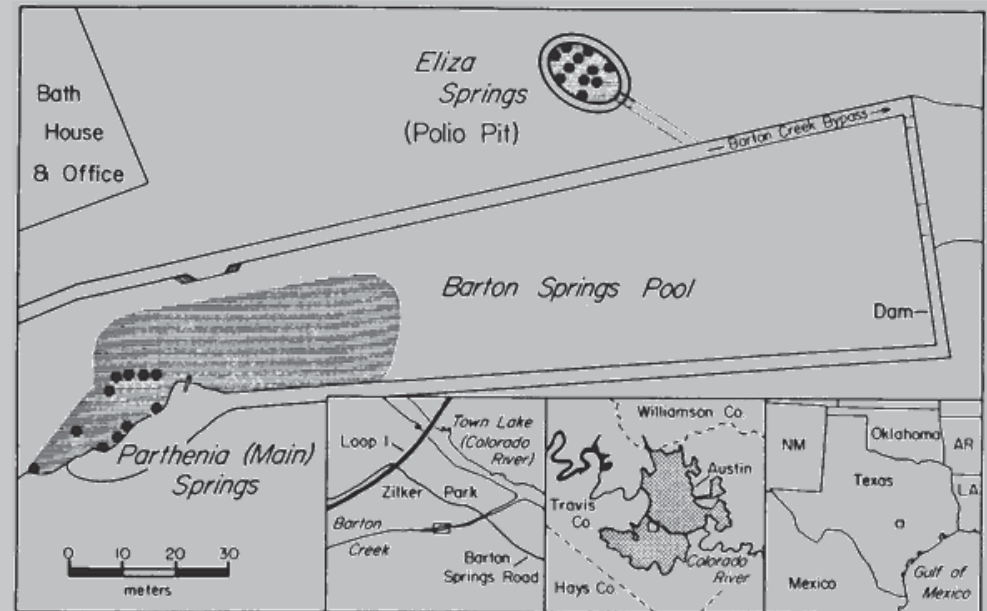 Bath
House
& Office
Eliza
Springs
(Polio Pit)
Barton Creek Bypass
Barton Springs Pool
Dam
Parthenia (Main)
Springs
0 10 20 30
meters
Loop 1
Town Lake
(Colorado
River)
Zilker Park
Barton
Creek
Barton
Springs Road
Williamson Co.
Austin
Travis
Co
Colorado
River
Hays Co.
NM
Oklahoma
AR
Texas
LA
Mexico
Gulf of
Mexico